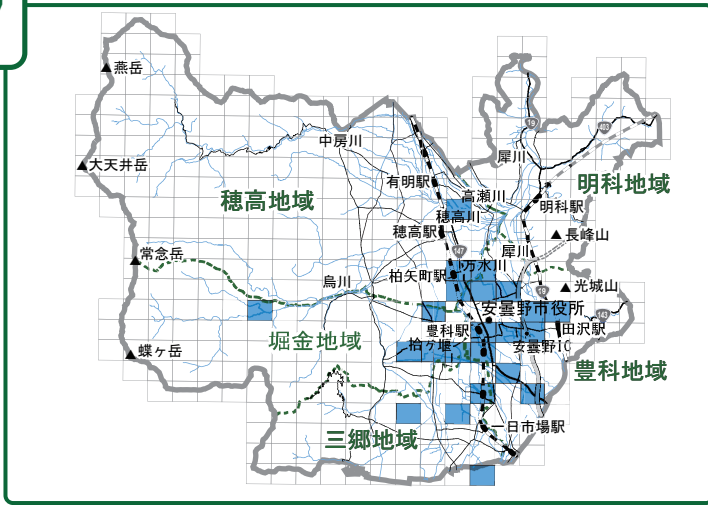 燕岳
19
403
中房川
犀川
大天井岳
有明駅
明科地域
高瀬川
穂高地域
明科駅
穂高川
穂高駅
長峰山
147
犀川
常念岳
万水川
柏矢町駅
烏川
光城山
19
安曇野市役所
143
豊科駅
田沢駅
堀金地域
拾ヶ堰
安曇野IC
蝶ヶ岳
豊科地域
一日市場駅
三郷地域